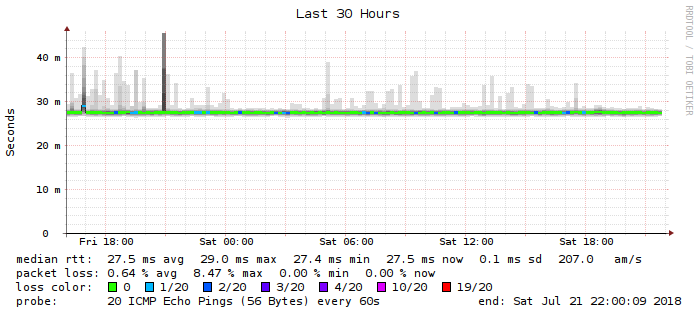 Last 30 Hours
RRDTOOL / TOBI OETIKER
Seconds
40 m
30 m
20 m
10 m
0
Fri 18:00 Sat 00:00 Sat 06:00 Sat 12:00 Sat 18:00
median rtt: 27.5 ms avg 29.0 ms max 27.4 ms min 27.5 ms now 0.1 ms sd 207.0 am/s
packet loss: 0.64 % avg 8.47 % max 0.00 % min 0.00 % now
loss color: 0 1/20 2/20 3/20 4/20 10/20 19/20
probe: 20 ICMP Echo Pings (56 Bytes) every 60s end: Sat Jul 21 22:00:09 2018